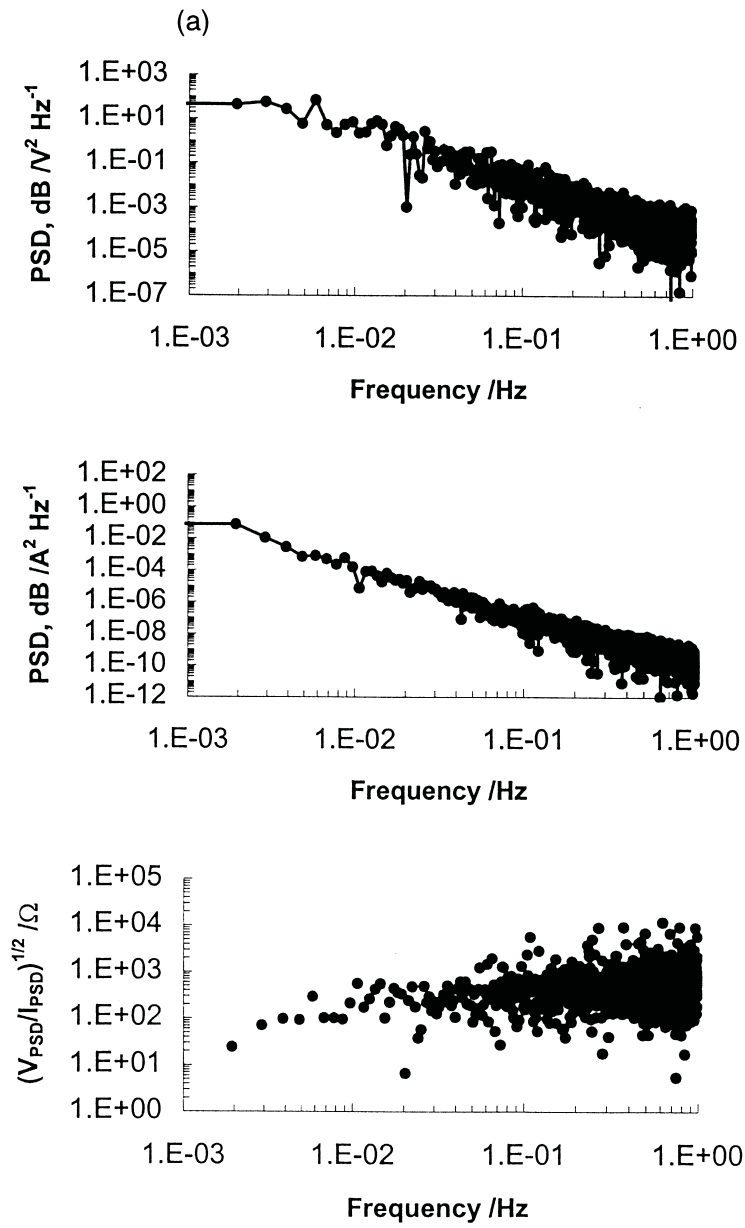 (a)
PSD, dB /V² Hz⁻¹
1.E+03
1.E+01
1.E-01
1.E-03
1.E-05
1.E-07
1.E-03 1.E-02 1.E-01 1.E+00
Frequency /Hz
PSD, dB /A² Hz⁻¹
1.E+02
1.E+00
1.E-02
1.E-04
1.E-06
1.E-08
1.E-10
1.E-12
1.E-03 1.E-02 1.E-01 1.E+00
Frequency /Hz
(V_PSD/I_PSD)^1/2 /Ω
1.E+05
1.E+04
1.E+03
1.E+02
1.E+01
1.E+00
1.E-03 1.E-02 1.E-01 1.E+00
Frequency /Hz